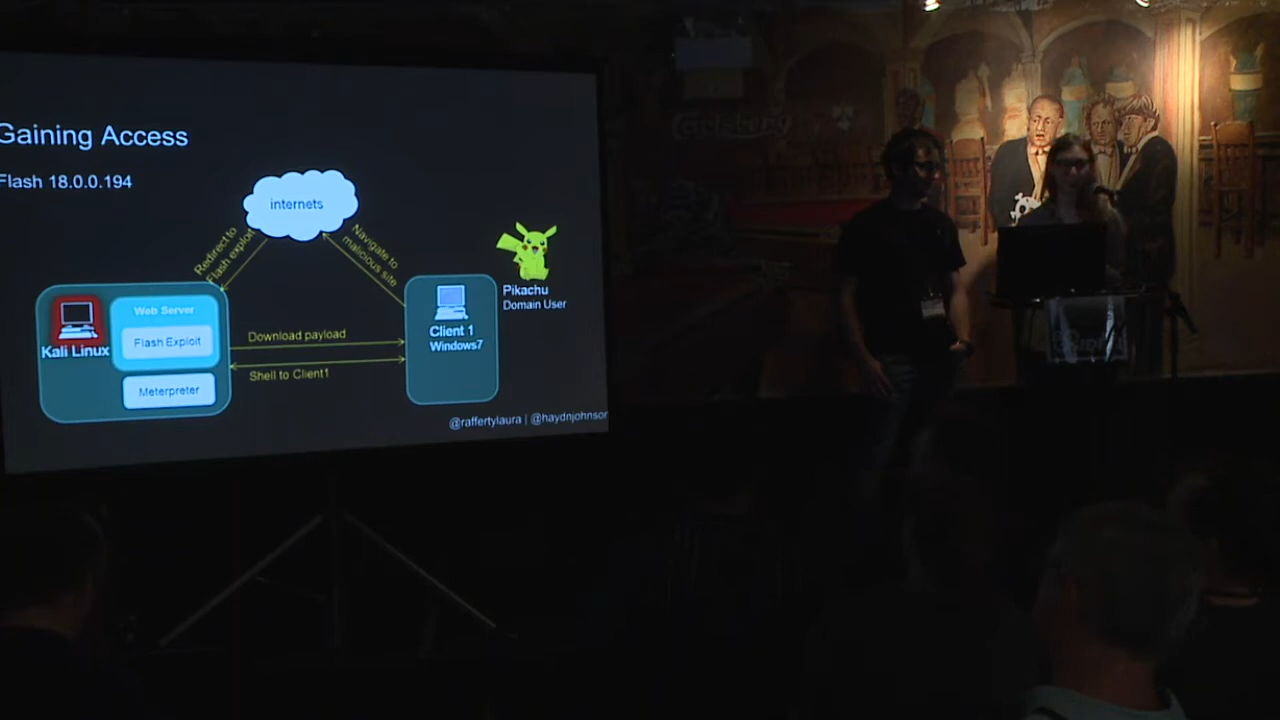 Gaining Access
Flash 18.0.0.194
internets
Redirect to
Flash exploit
Navigate to
malicious site
Pikachu
Domain User
Web Server
Flash Exploit
Kali Linux
Meterpreter
Download payload
Shell to Client1
Client 1
Windows7
@raffertylaura | @haydnjohnson
Carlsberg